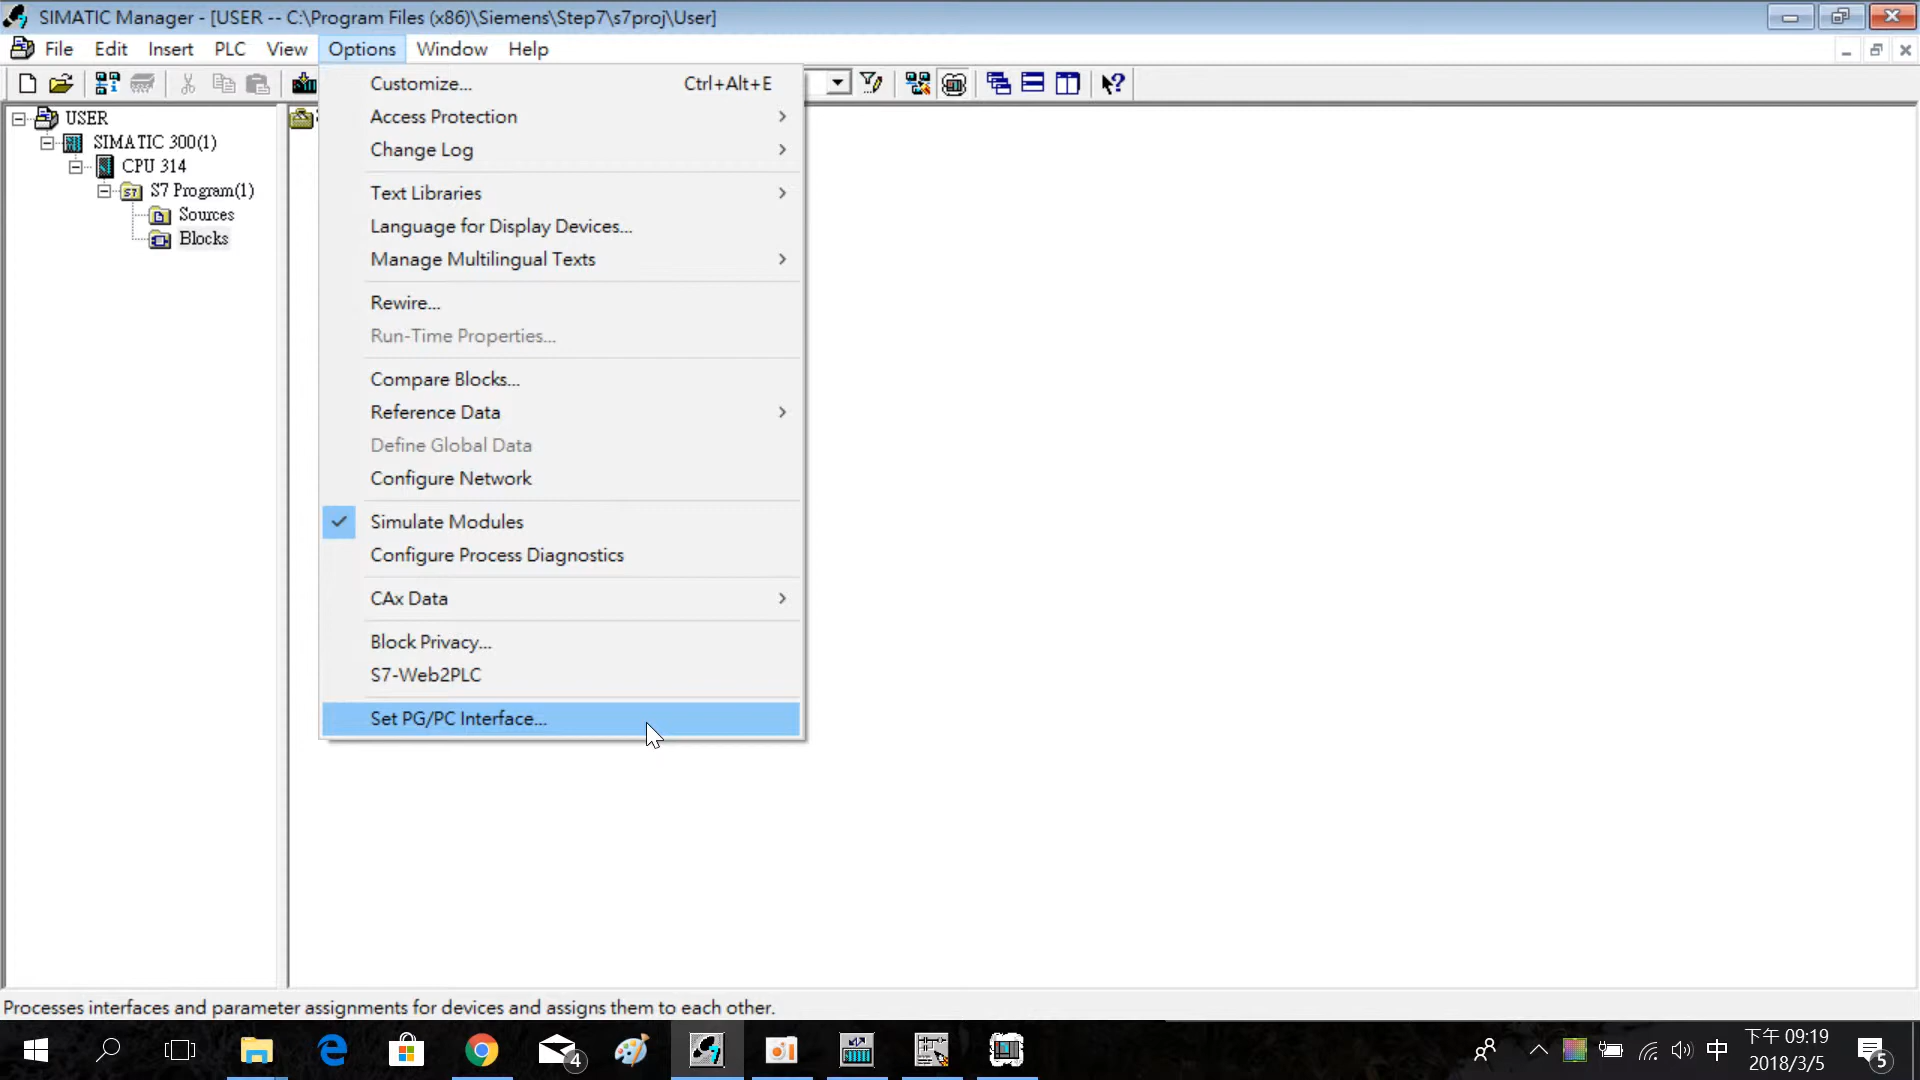 SIMATIC Manager - [USER -- C:\Program Files (x86)\Siemens\Step7\s7proj\User]
File Edit Insert PLC View Options Window Help
Customize... Ctrl+Alt+E
Access Protection
Change Log
Text Libraries
Language for Display Devices...
Manage Multilingual Texts
Rewire...
Run-Time Properties...
Compare Blocks...
Reference Data
Define Global Data
Configure Network
Simulate Modules
Configure Process Diagnostics
CAx Data
Block Privacy...
S7-Web2PLC
Set PG/PC Interface...
USER
SIMATIC 300(1)
CPU 314
S7 Program(1)
Sources
Blocks
Processes interfaces and parameter assignments for devices and assigns them to each other.
4
中
下午 09:19
2018/3/5
5